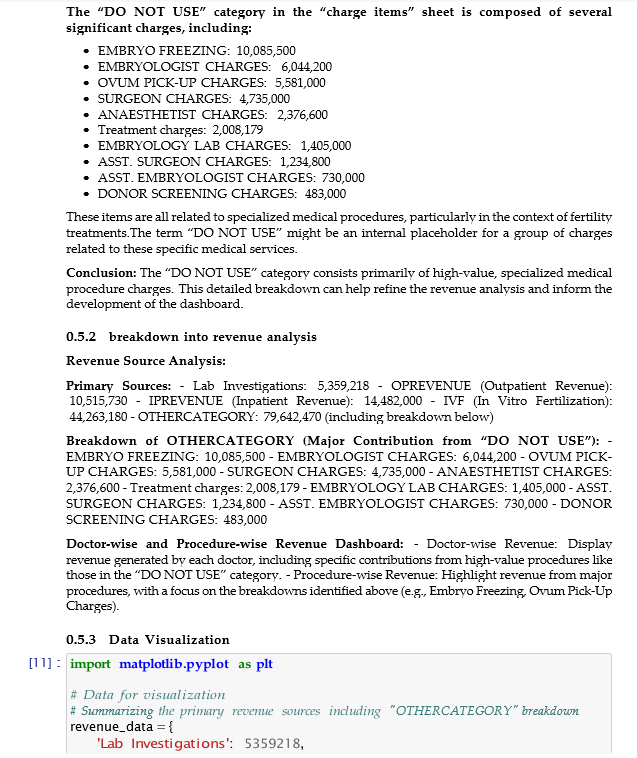 The “DO NOT USE” category in the “charge items” sheet is composed of several
significant charges, including:
• EMBRYO FREEZING: 10,085,500
• EMBRYOLOGIST CHARGES: 6,044,200
• OVUM PICK-UP CHARGES: 5,581,000
• SURGEON CHARGES: 4,735,000
• ANAESTHETIST CHARGES: 2,376,600
• Treatment charges: 2,008,179
• EMBRYOLOGY LAB CHARGES: 1,405,000
• ASST. SURGEON CHARGES: 1,234,800
• ASST. EMBRYOLOGIST CHARGES: 730,000
• DONOR SCREENING CHARGES: 483,000
These items are all related to specialized medical procedures, particularly in the context of fertility
treatments.The term “DO NOT USE” might be an internal placeholder for a group of charges
related to these specific medical services.
Conclusion: The “DO NOT USE” category consists primarily of high-value, specialized medical
procedure charges. This detailed breakdown can help refine the revenue analysis and inform the
development of the dashboard.
0.5.2 breakdown into revenue analysis
Revenue Source Analysis:
Primary Sources: - Lab Investigations: 5,359,218 - OPREVENUE (Outpatient Revenue):
10,515,730 - IPREVENUE (Inpatient Revenue): 14,482,000 - IVF (In Vitro Fertilization):
44,263,180 - OTHERCATEGORY: 79,642,470 (including breakdown below)
Breakdown of OTHERCATEGORY (Major Contribution from “DO NOT USE”): -
EMBRYO FREEZING: 10,085,500 - EMBRYOLOGIST CHARGES: 6,044,200 - OVUM PICK-
UP CHARGES: 5,581,000 - SURGEON CHARGES: 4,735,000 - ANAESTHETIST CHARGES:
2,376,600 - Treatment charges: 2,008,179 - EMBRYOLOGY LAB CHARGES: 1,405,000 - ASST.
SURGEON CHARGES: 1,234,800 - ASST. EMBRYOLOGIST CHARGES: 730,000 - DONOR
SCREENING CHARGES: 483,000
Doctor-wise and Procedure-wise Revenue Dashboard: - Doctor-wise Revenue: Display
revenue generated by each doctor, including specific contributions from high-value procedures like
those in the “DO NOT USE” category. - Procedure-wise Revenue: Highlight revenue from major
procedures, with a focus on the breakdowns identified above (e.g., Embryo Freezing, Ovum Pick-Up
Charges).
0.5.3 Data Visualization
[11]: import matplotlib.pyplot as plt
# Data for visualization
# Summarizing the primary revenue sources including "OTHERCATEGORY" breakdown
revenue_data = {
'Lab Investigations': 5359218,